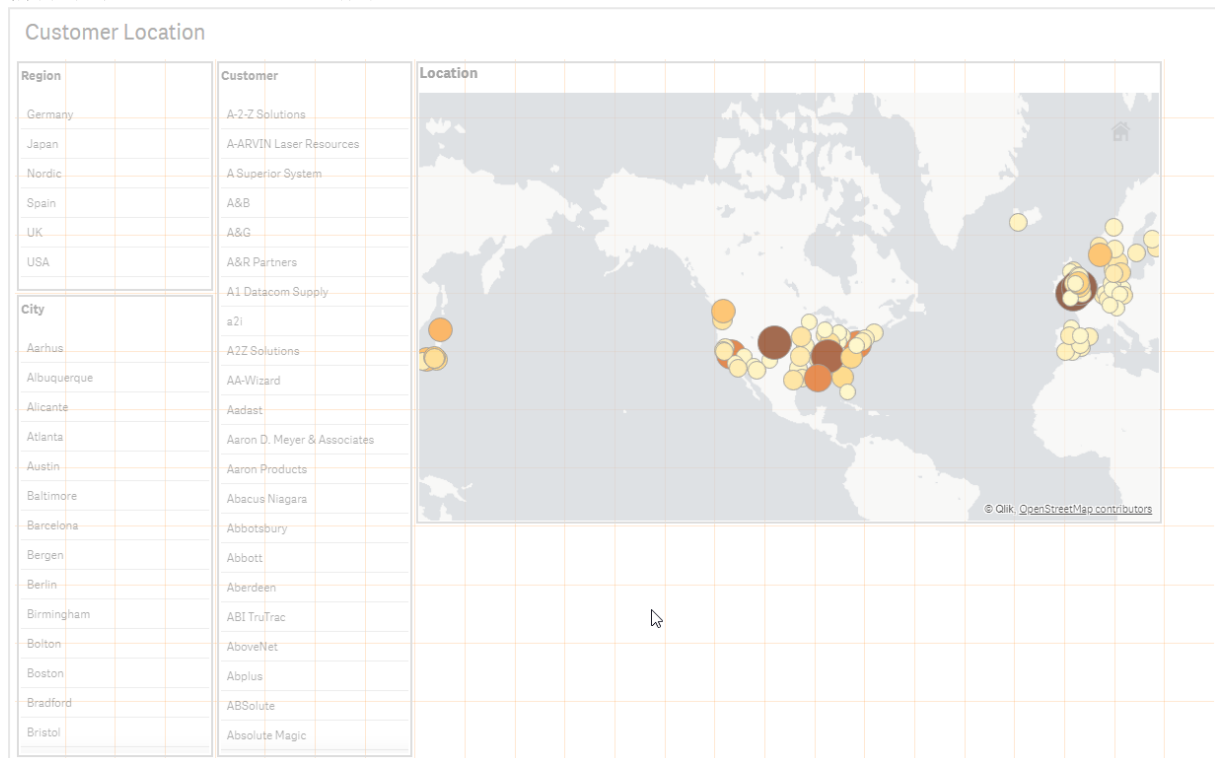 Customer Location
Region
Germany
Japan
Nordic
Spain
UK
USA
City
Aarhus
Albuquerque
Alicante
Atlanta
Austin
Baltimore
Barcelona
Bergen
Berlin
Birmingham
Bolton
Boston
Bradford
Bristol
Customer
A-2-Z Solutions
A-ARVIN Laser Resources
A Superior System
A&B
A&G
A&R Partners
A1 Datacom Supply
a2i
A2Z Solutions
AA-Wizard
Aadast
Aaron D. Meyer & Associates
Aaron Products
Abacus Niagara
Abbotsbury
Abbott
Aberdeen
ABI TruTrac
AboveNet
Abplus
ABSolute
Absolute Magic
Location
© Qlik, OpenStreetMap contributors